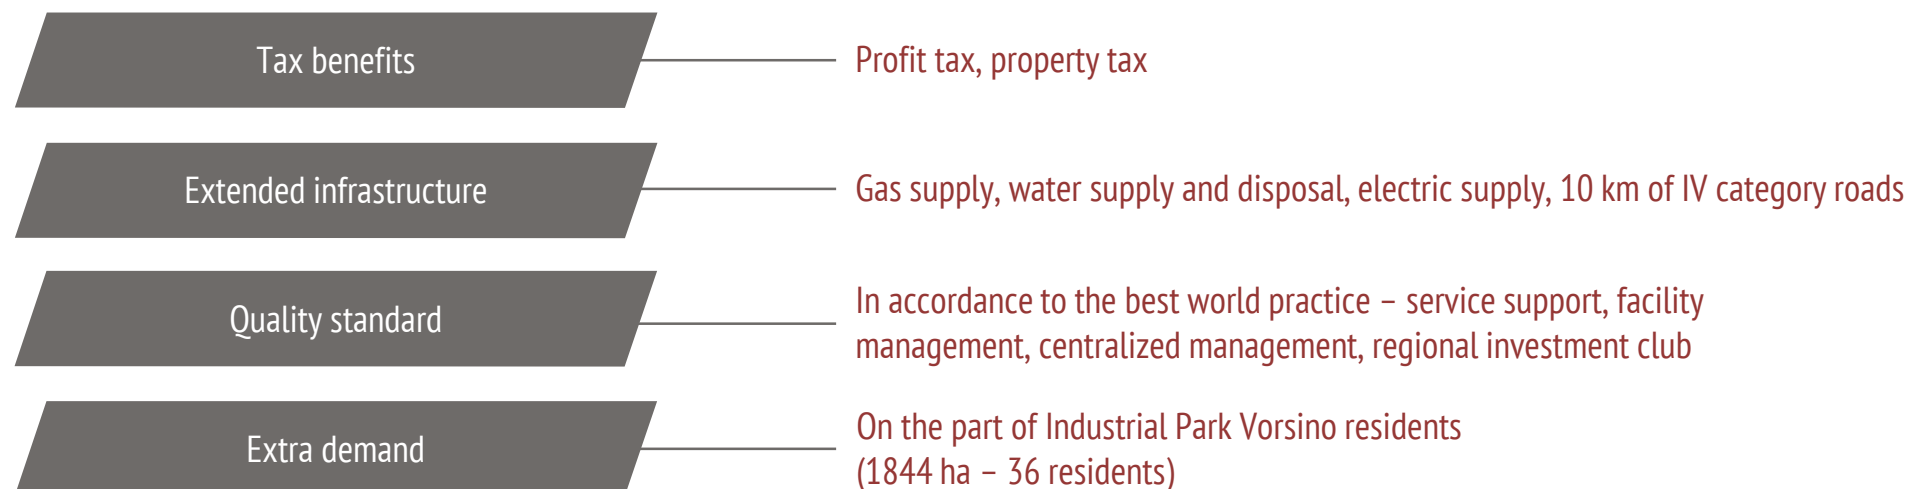 Tax benefits
Profit tax, property tax
Extended infrastructure
Gas supply, water supply and disposal, electric supply, 10 km of IV category roads
Quality standard
In accordance to the best world practice – service support, facility
management, centralized management, regional investment club
Extra demand
On the part of Industrial Park Vorsino residents
(1844 ha – 36 residents)